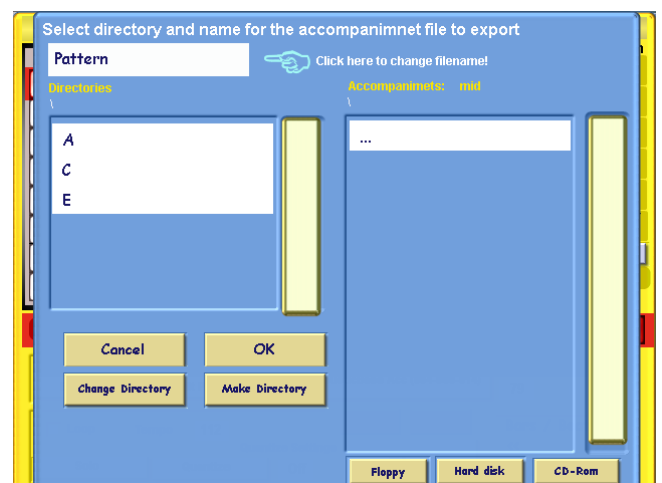 Select directory and name for the accompanimnet file to export
Pattern
Click here to change filename!
Directories
\
Accompanimets: mid
\
A
C
E
...
Cancel
OK
Change Directory
Make Directory
Floppy
Hard disk
CD-Rom